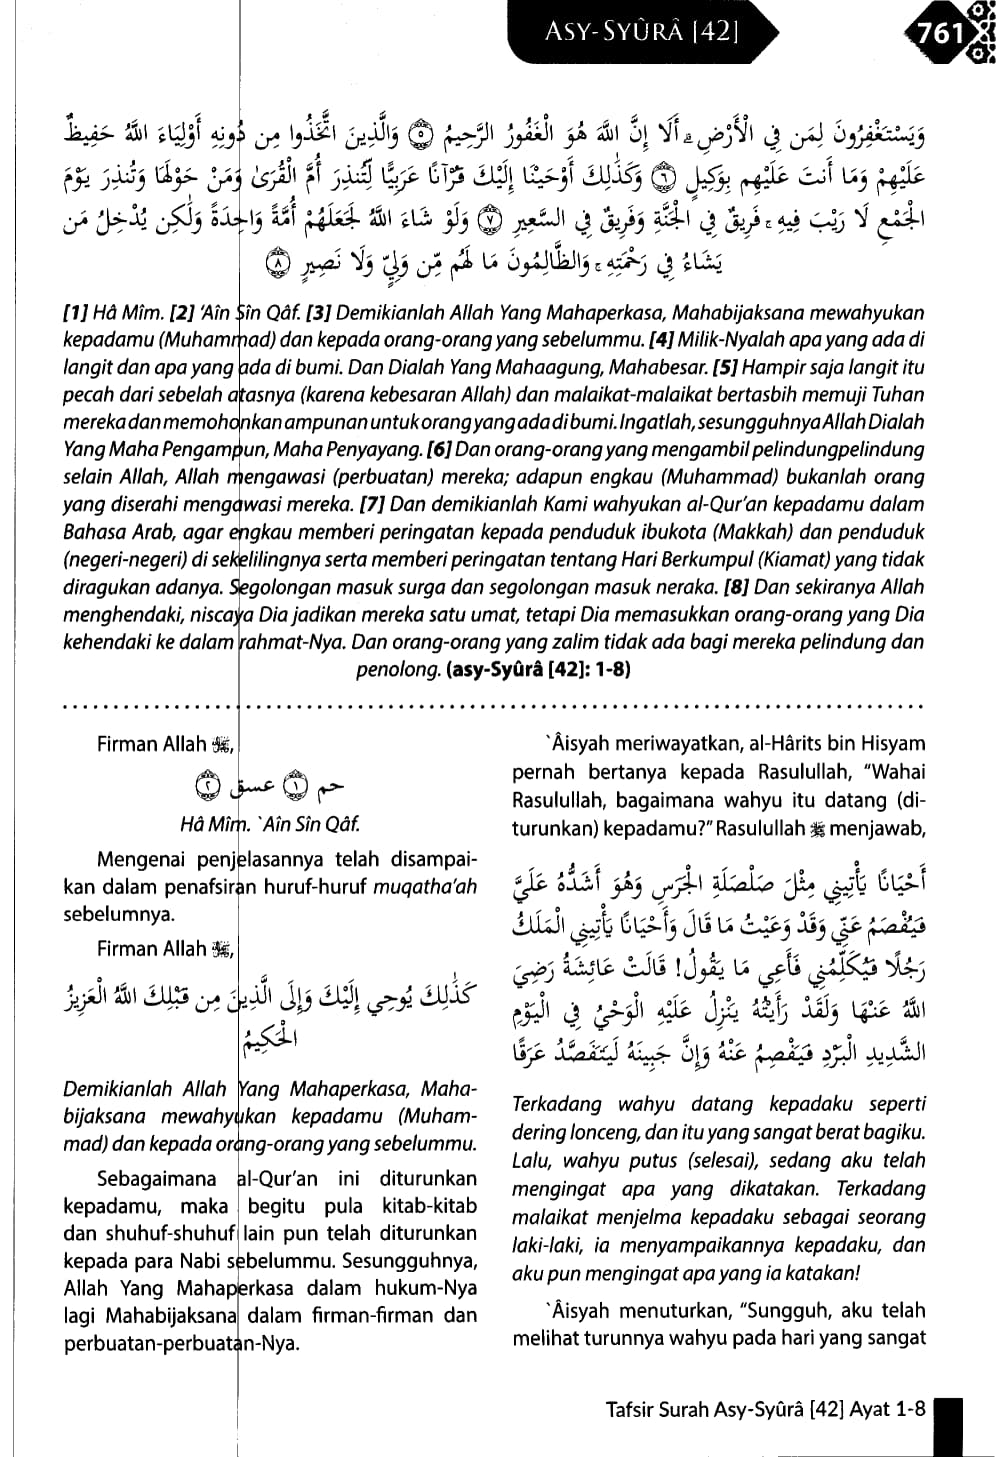 ASY-SYÛRÂ [42]
761
وَيَسْتَغْفِرُونَ لِمَن فِي الْأَرْضِ ۗ أَلَا إِنَّ اللَّهَ هُوَ الْغَفُورُ الرَّحِيمُ ۝٥ وَالَّذِينَ اتَّخَذُوا مِن دُونِهِ أَوْلِيَاءَ اللَّهُ حَفِيظٌ
عَلَيْهِمْ وَمَا أَنتَ عَلَيْهِم بِوَكِيلٍ ۝٦ وَكَذَٰلِكَ أَوْحَيْنَا إِلَيْكَ قُرْآنًا عَرَبِيًّا لِّتُنذِرَ أُمَّ الْقُرَىٰ وَمَنْ حَوْلَهَا وَتُنذِرَ يَوْمَ
الْجَمْعِ لَا رَيْبَ فِيهِ ۚ فَرِيقٌ فِي الْجَنَّةِ وَفَرِيقٌ فِي السَّعِيرِ ۝٧ وَلَوْ شَاءَ اللَّهُ لَجَعَلَهُمْ أُمَّةً وَاحِدَةً وَلَٰكِن يُدْخِلُ مَن
يَشَاءُ فِي رَحْمَتِهِ ۚ وَالظَّالِمُونَ مَا لَهُم مِّن وَلِيٍّ وَلَا نَصِيرٍ ۝٨
[1] Hâ Mîm. [2] ‘Aîn Sîn Qâf. [3] Demikianlah Allah Yang Mahaperkasa, Mahabijaksana mewahyukan
kepadamu (Muhammad) dan kepada orang-orang yang sebelummu. [4] Milik-Nyalah apa yang ada di
langit dan apa yang ada di bumi. Dan Dialah Yang Mahaagung, Mahabesar. [5] Hampir saja langit itu
pecah dari sebelah atasnya (karena kebesaran Allah) dan malaikat-malaikat bertasbih memuji Tuhan
mereka dan memohonkan ampunan untuk orang yang ada di bumi. Ingatlah, sesungguhnya Allah Dialah
Yang Maha Pengampun, Maha Penyayang. [6] Dan orang-orang yang mengambil pelindungpelindung
selain Allah, Allah mengawasi (perbuatan) mereka; adapun engkau (Muhammad) bukanlah orang
yang diserahi mengawasi mereka. [7] Dan demikianlah Kami wahyukan al-Qur’an kepadamu dalam
Bahasa Arab, agar engkau memberi peringatan kepada penduduk ibukota (Makkah) dan penduduk
(negeri-negeri) di sekelilingnya serta memberi peringatan tentang Hari Berkumpul (Kiamat) yang tidak
diragukan adanya. Segolongan masuk surga dan segolongan masuk neraka. [8] Dan sekiranya Allah
menghendaki, niscaya Dia jadikan mereka satu umat, tetapi Dia memasukkan orang-orang yang Dia
kehendaki ke dalam rahmat-Nya. Dan orang-orang yang zalim tidak ada bagi mereka pelindung dan
penolong. (asy-Syûrâ [42]: 1-8)
Firman Allah ﷻ,
حم ۝١ عسق ۝٢
Hâ Mîm. `Aîn Sîn Qâf.
Mengenai penjelasannya telah disampai-
kan dalam penafsiran huruf-huruf muqatha’ah
sebelumnya.
Firman Allah ﷻ,
كَذَٰلِكَ يُوحِي إِلَيْكَ وَإِلَى الَّذِينَ مِن قَبْلِكَ اللَّهُ الْعَزِيزُ
الْحَكِيمُ
Demikianlah Allah Yang Mahaperkasa, Maha-
bijaksana mewahyukan kepadamu (Muham-
mad) dan kepada orang-orang yang sebelummu.
Sebagaimana al-Qur’an ini diturunkan
kepadamu, maka begitu pula kitab-kitab
dan shuhuf-shuhuf lain pun telah diturunkan
kepada para Nabi sebelummu. Sesungguhnya,
Allah Yang Mahaperkasa dalam hukum-Nya
lagi Mahabijaksana dalam firman-firman dan
perbuatan-perbuatan-Nya.
`Âisyah meriwayatkan, al-Hârits bin Hisyam
pernah bertanya kepada Rasulullah, “Wahai
Rasulullah, bagaimana wahyu itu datang (di-
turunkan) kepadamu?” Rasulullah ﷺ menjawab,
أَحْيَانًا يَأْتِينِي مِثْلَ صَلْصَلَةِ الْجَرَسِ وَهُوَ أَشَدُّهُ عَلَيَّ
فَيُفْصَمُ عَنِّي وَقَدْ وَعَيْتُ مَا قَالَ وَأَحْيَانًا يَأْتِينِي الْمَلَكُ
رَجُلًا فَيُكَلِّمُنِي فَأَعِي مَا يَقُولُ! قَالَتْ عَائِشَةُ رَضِيَ
اللَّهُ عَنْهَا وَلَقَدْ رَأَيْتُهُ يَنْزِلُ عَلَيْهِ الْوَحْيُ فِي الْيَوْمِ
الشَّدِيدِ الْبَرْدِ فَيَفْصِمُ عَنْهُ وَإِنَّ جَبِينَهُ لَيَتَفَصَّدُ عَرَقًا
Terkadang wahyu datang kepadaku seperti
dering lonceng, dan itu yang sangat berat bagiku.
Lalu, wahyu putus (selesai), sedang aku telah
mengingat apa yang dikatakan. Terkadang
malaikat menjelma kepadaku sebagai seorang
laki-laki, ia menyampaikannya kepadaku, dan
aku pun mengingat apa yang ia katakan!
`Âisyah menuturkan, “Sungguh, aku telah
melihat turunnya wahyu pada hari yang sangat
Tafsir Surah Asy-Syûrâ [42] Ayat 1-8